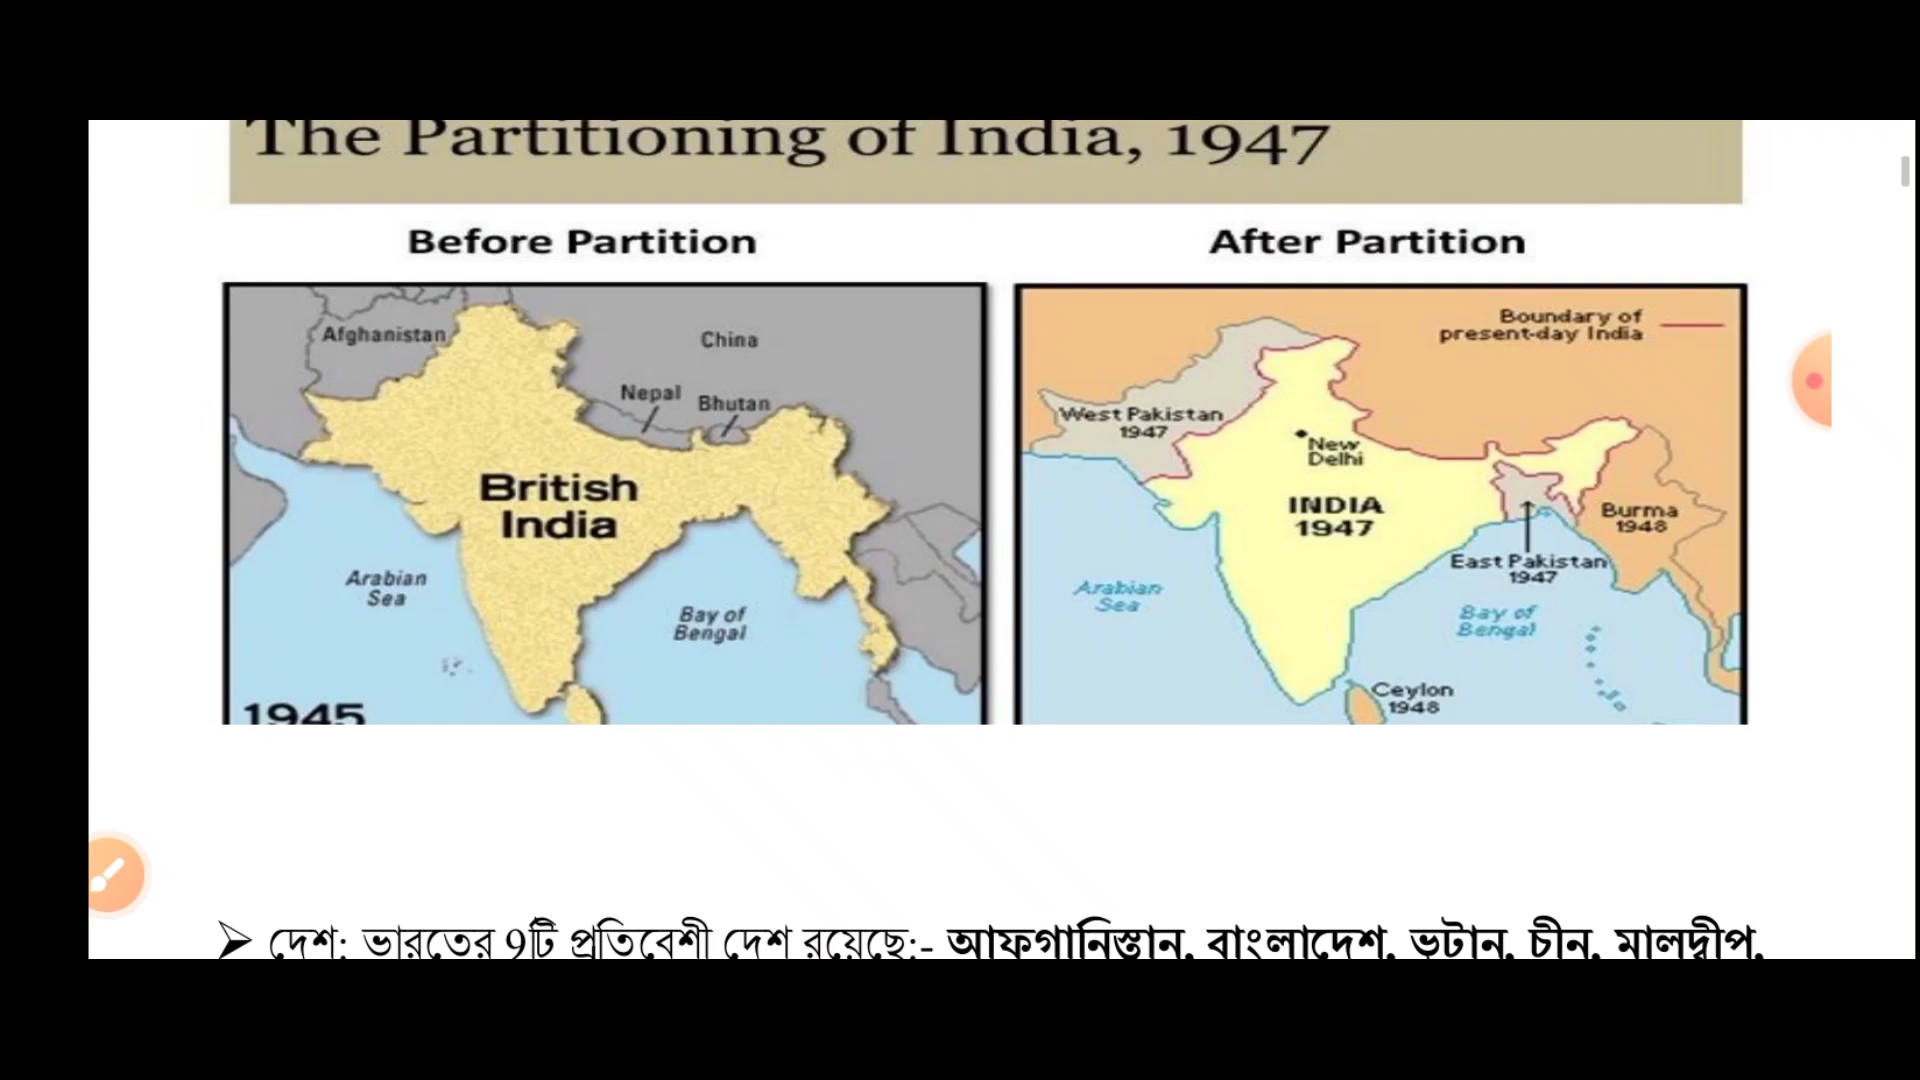 The Partitioning of India, 1947
Before Partition
After Partition
Afghanistan
China
Nepal
Bhutan
British
India
Arabian
Sea
Bay of
Bengal
1945
Boundary of
present-day India
West Pakistan
1947
New
Delhi
INDIA
1947
Burma
1948
East Pakistan
1947
Arabian
Sea
Bay of
Bengal
Ceylon
1948
➢ দেশ: ভারতের 9টি প্রতিবেশী দেশ রয়েছে:- আফগানিস্তান, বাংলাদেশ, ভুটান, চীন, মালদ্বীপ,